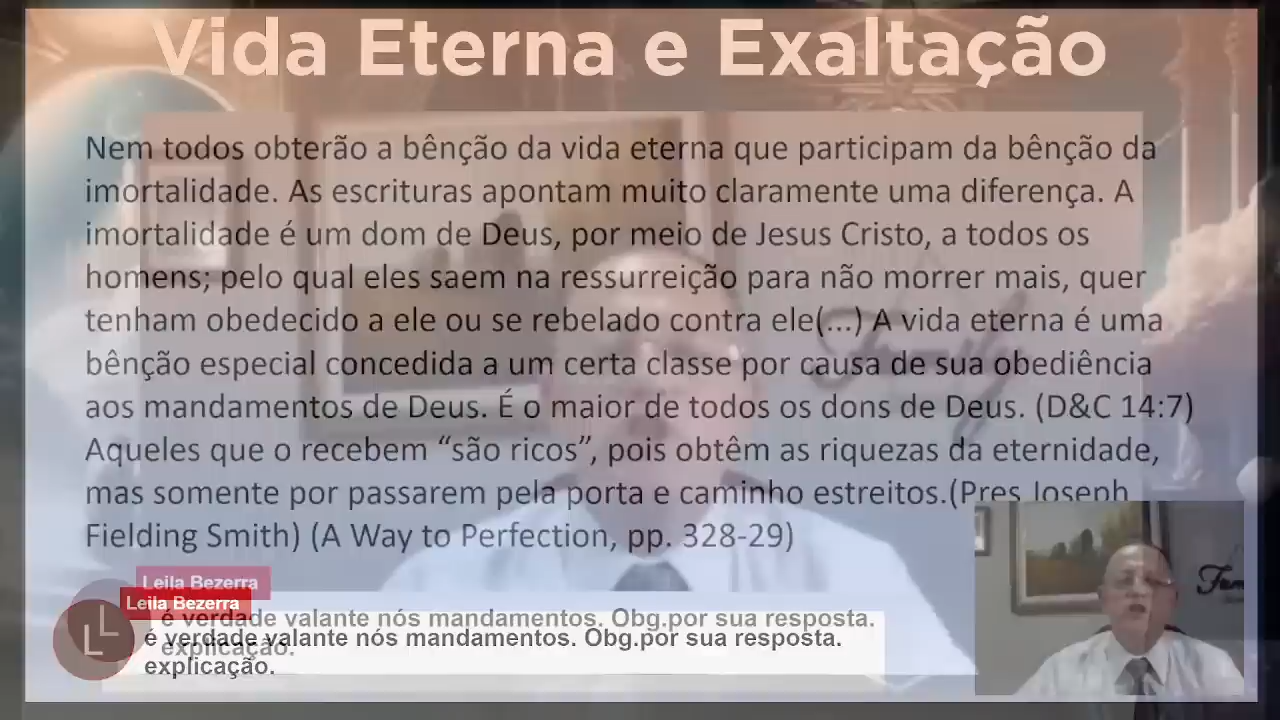 Vida Eterna e Exaltação
Nem todos obterão a bênção da vida eterna que participam da bênção da
imortalidade. As escrituras apontam muito claramente uma diferença. A
imortalidade é um dom de Deus, por meio de Jesus Cristo, a todos os
homens; pelo qual eles saem na ressurreição para não morrer mais, quer
tenham obedecido a ele ou se rebelado contra ele(...) A vida eterna é uma
bênção especial concedida a um certa classe por causa de sua obediência
aos mandamentos de Deus. É o maior de todos os dons de Deus. (D&C 14:7)
Aqueles que o recebem “são ricos”, pois obtêm as riquezas da eternidade,
mas somente por passarem pela porta e caminho estreitos.(Pres Joseph
Fielding Smith) (A Way to Perfection, pp. 328-29)
Leila Bezerra
Leila Bezerra
é verdade valante nós mandamentos. Obg.por sua resposta.
explicação.
é verdade valante nós mandamentos. Obg.por sua resposta.
explicação.
L
L
Family